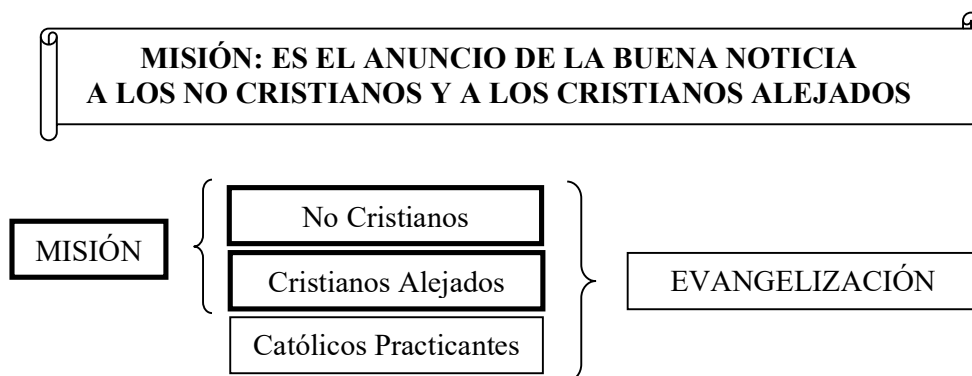 MISIÓN: ES EL ANUNCIO DE LA BUENA NOTICIA
A LOS NO CRISTIANOS Y A LOS CRISTIANOS ALEJADOS
No Cristianos
MISIÓN
Cristianos Alejados
EVANGELIZACIÓN
Católicos Practicantes